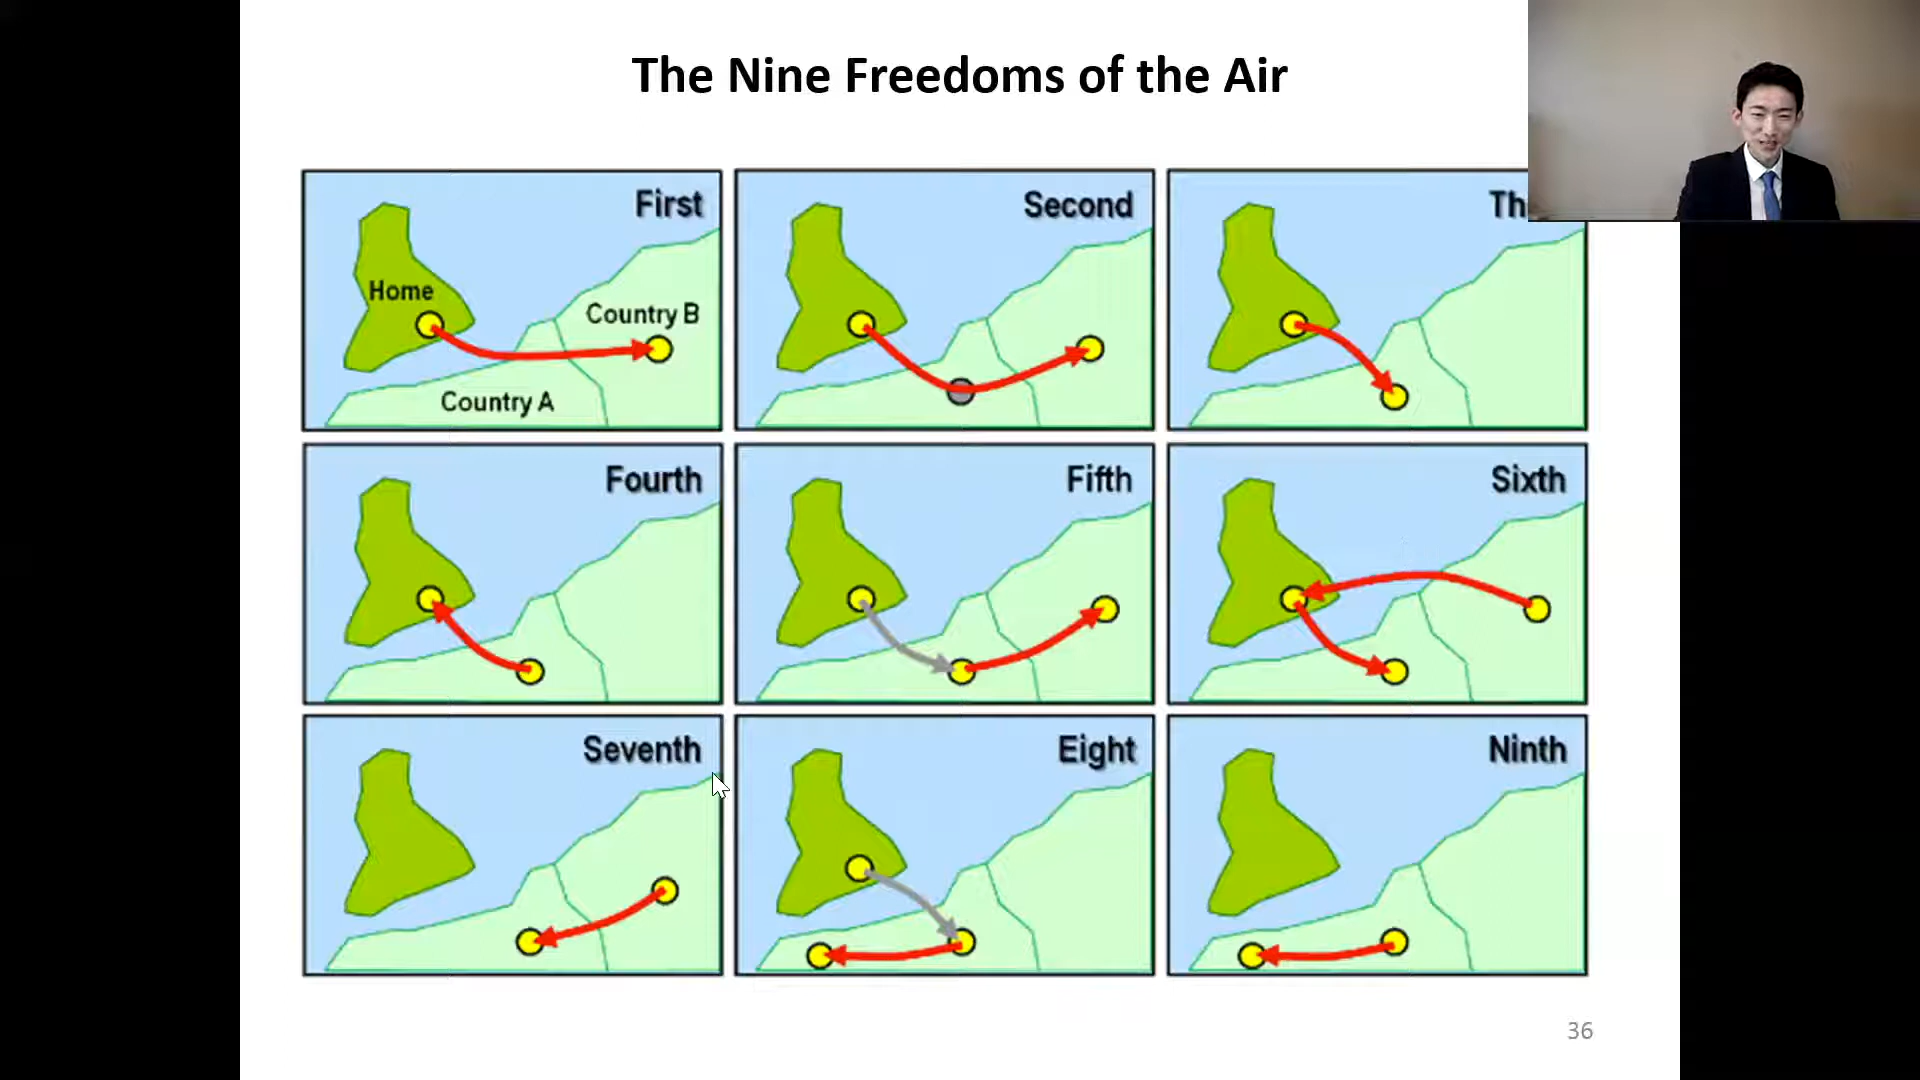 The Nine Freedoms of the Air
First
Home
Country B
Country A
Second
Fourth
Fifth
Sixth
Seventh
Eight
Ninth
36